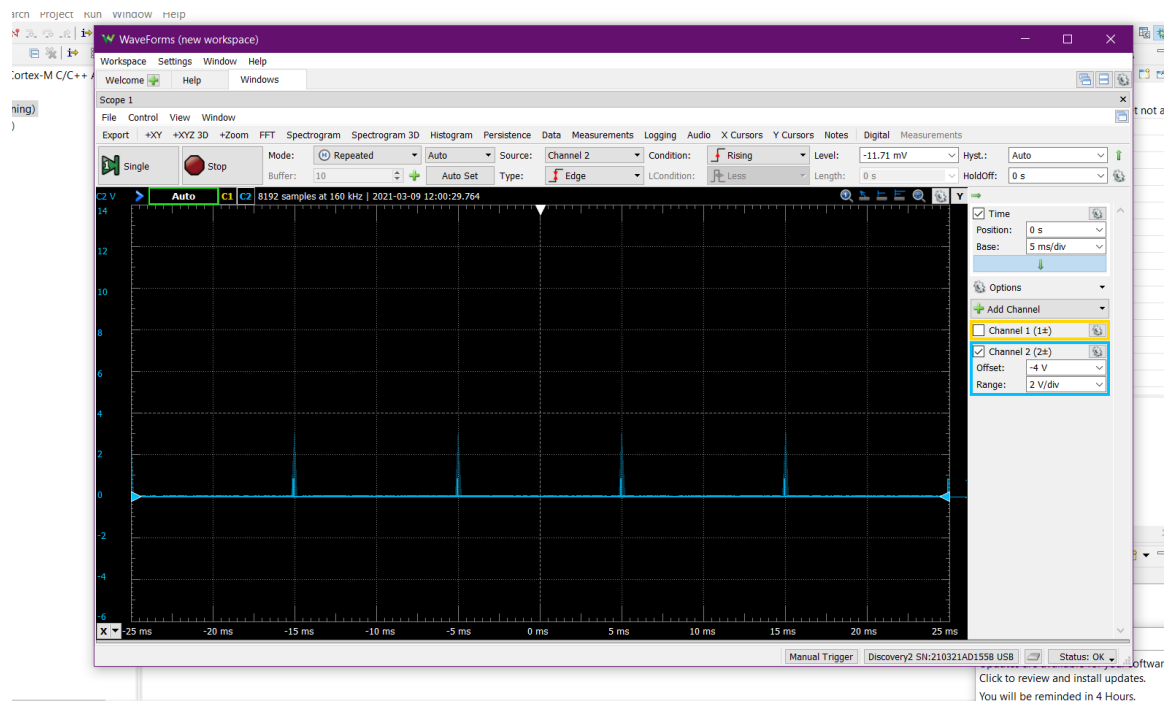 arch Project Run Window Help
WaveForms (new workspace)
Workspace Settings Window Help
Cortex-M C/C++ A
Welcome Help Windows
Scope 1
ning)
t not a
File Control View Window
)
Export +XY +XYZ 3D +Zoom FFT Spectrogram Spectrogram 3D Histogram Persistence Data Measurements Logging Audio X Cursors Y Cursors Notes Digital Measurements
Single Stop Mode: Repeated Auto Source: Channel 2 Condition: Rising Level: -11.71 mV Hyst.: Auto
Buffer: 10 Auto Set Type: Edge LCondition: Less Length: 0 s HoldOff: 0 s
C2 V Auto C1 C2 8192 samples at 160 kHz | 2021-03-09 12:00:29.764 Y
14
12
10
8
6
4
2
0
-2
-4
-6
X -25 ms -20 ms -15 ms -10 ms -5 ms 0 ms 5 ms 10 ms 15 ms 20 ms 25 ms
Time
Position: 0 s
Base: 5 ms/div
Options
Add Channel
Channel 1 (1±)
Channel 2 (2±)
Offset: -4 V
Range: 2 V/div
Manual Trigger Discovery2 SN:210321AD155B USB Status: OK
Updates are available for your software
Click to review and install updates.
You will be reminded in 4 Hours.